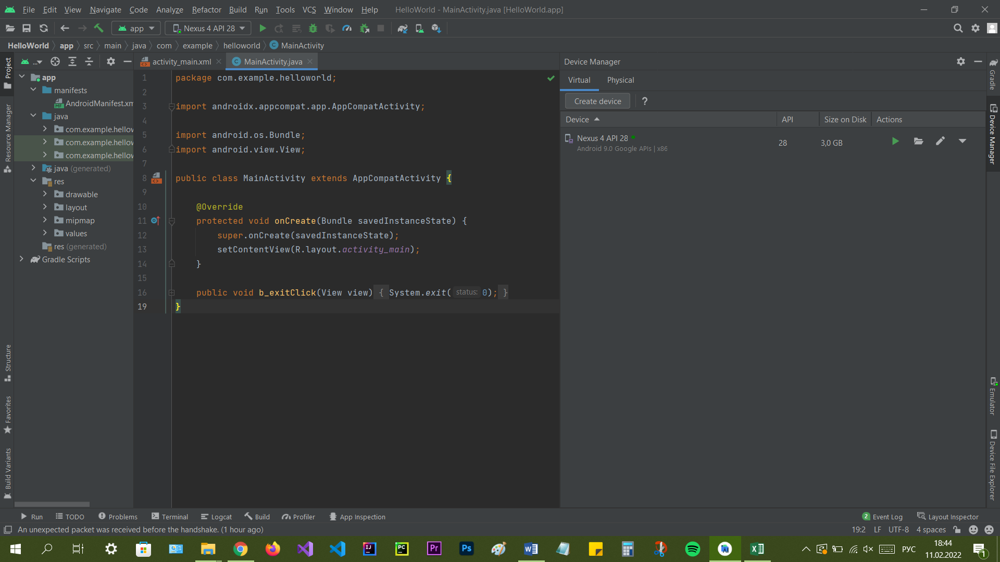 File Edit View Navigate Code Analyze Refactor Build Run Tools VCS Window Help HelloWorld - MainActivity.java [HelloWorld.app]
app Nexus 4 API 28
HelloWorld app src main java com example helloworld C MainActivity
Project
Resource Manager
Structure
Favorites
Build Variants
...
app
manifests
AndroidManifest.xm
java
com.example.hellov
com.example.hellov
com.example.hellov
java (generated)
res
drawable
layout
mipmap
values
res (generated)
Gradle Scripts
activity_main.xml C MainActivity.java
1 package com.example.helloworld;
2
3 import androidx.appcompat.app.AppCompatActivity;
4
5 import android.os.Bundle;
6 import android.view.View;
7
8 public class MainActivity extends AppCompatActivity {
9
10 @Override
11 protected void onCreate(Bundle savedInstanceState) {
12 super.onCreate(savedInstanceState);
13 setContentView(R.layout.activity_main);
14 }
15
16 public void b_exitClick(View view) { System.exit( status: 0); }
19 }
Device Manager
Virtual Physical
Create device ?
Device API Size on Disk Actions
Nexus 4 API 28
Android 9.0 Google APIs | x86
28 3,0 GB
Gradle
Device Manager
Emulator
Device File Explorer
Run TODO Problems Terminal Logcat Build Profiler App Inspection 2 Event Log Layout Inspector
An unexpected packet was received before the handshake. (1 hour ago) 19:2 LF UTF-8 4 spaces
IJ PC Pr Ps W X РУС 18:44
11.02.2022
1